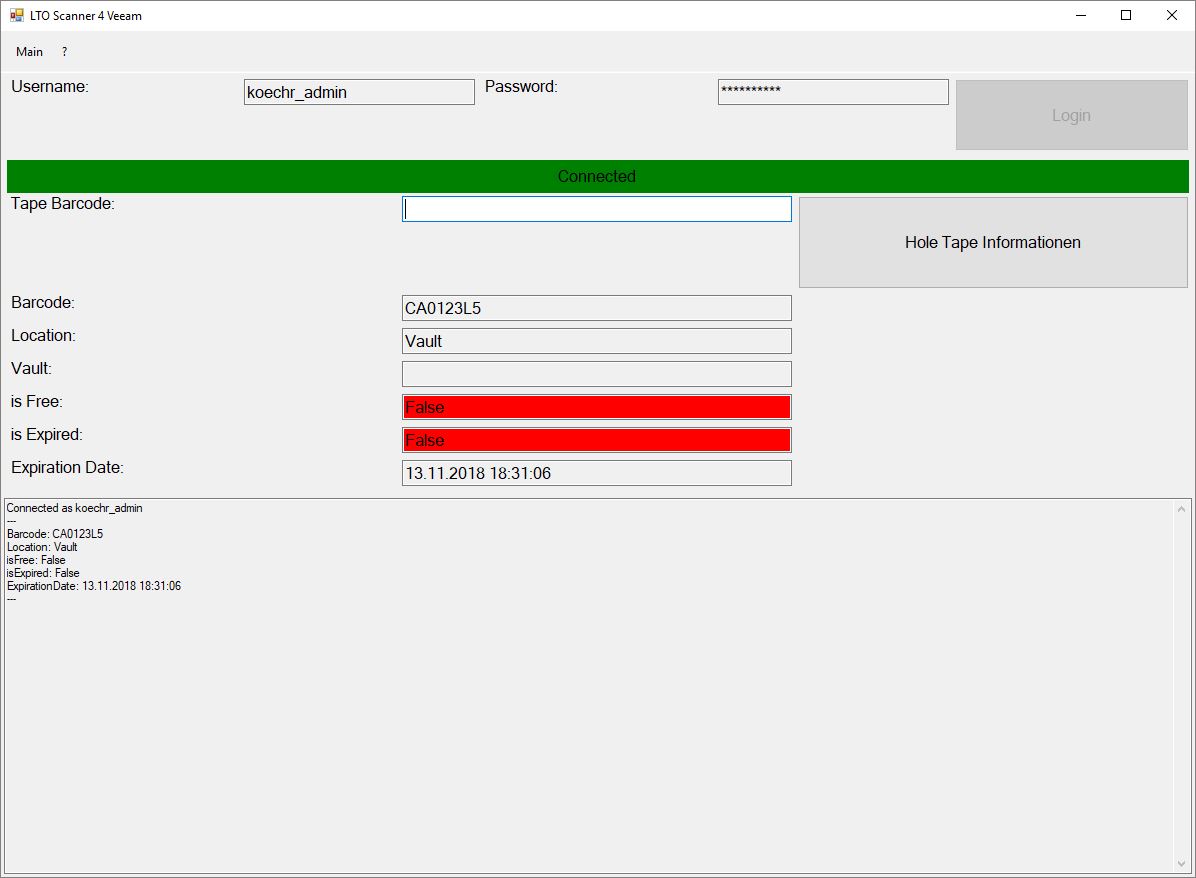 LTO Scanner 4 Veeam
Main ?
Username: koechr_admin Password: ********** Login
Connected
Tape Barcode:
Hole Tape Informationen
Barcode: CA0123L5
Location: Vault
Vault:
is Free: False
is Expired: False
Expiration Date: 13.11.2018 18:31:06
Connected as koechr_admin
---
Barcode: CA0123L5
Location: Vault
isFree: False
isExpired: False
ExpirationDate: 13.11.2018 18:31:06
---